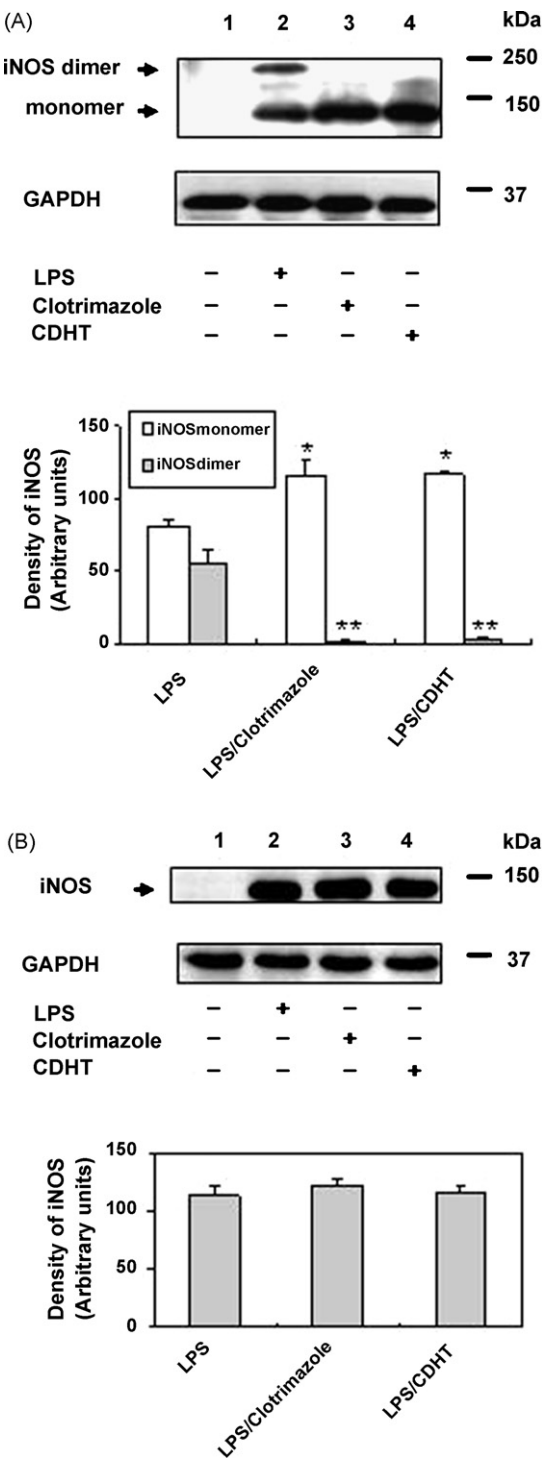 (A)
1 2 3 4 kDa
iNOS dimer 250
monomer 150
GAPDH 37
LPS − + − −
Clotrimazole − − + −
CDHT − − − +
150
100
50
0
Density of iNOS
(Arbitrary units)
iNOSmonomer
iNOSdimer
* *
** **
LPS
LPS/Clotrimazole
LPS/CDHT
(B)
1 2 3 4 kDa
iNOS 150
GAPDH 37
LPS − + − −
Clotrimazole − − + −
CDHT − − − +
150
100
50
0
Density of iNOS
(Arbitrary units)
LPS
LPS/Clotrimazole
LPS/CDHT